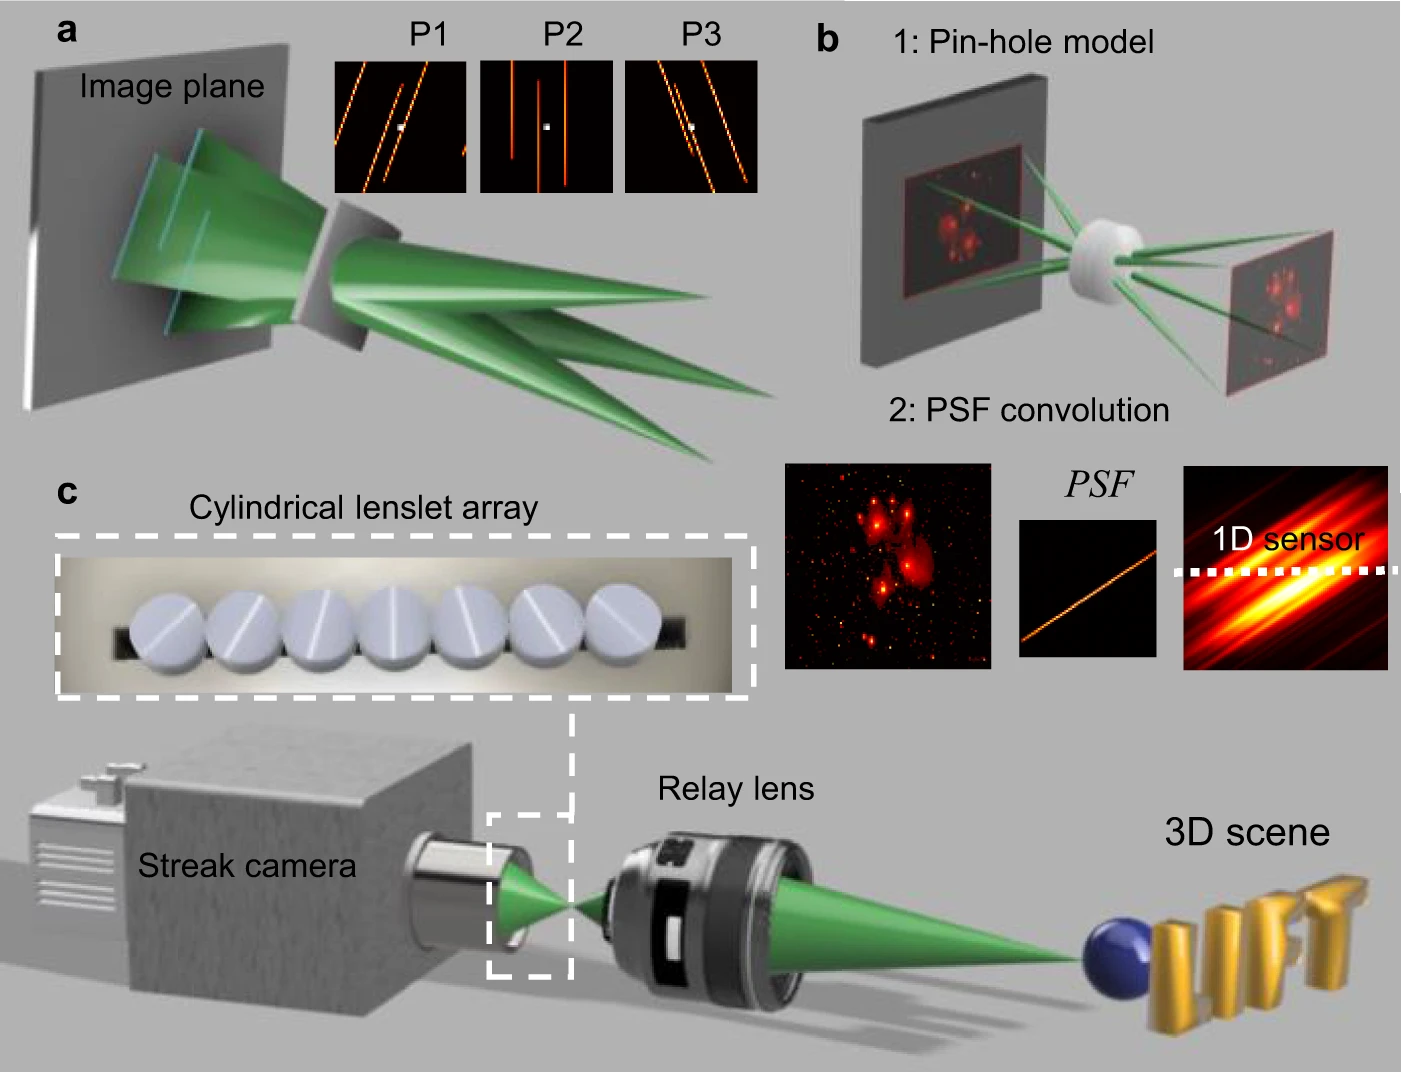 a
P1 P2 P3
Image plane
b
1: Pin-hole model
2: PSF convolution
PSF
1D sensor
c
Cylindrical lenslet array
Streak camera
Relay lens
3D scene
LIFT